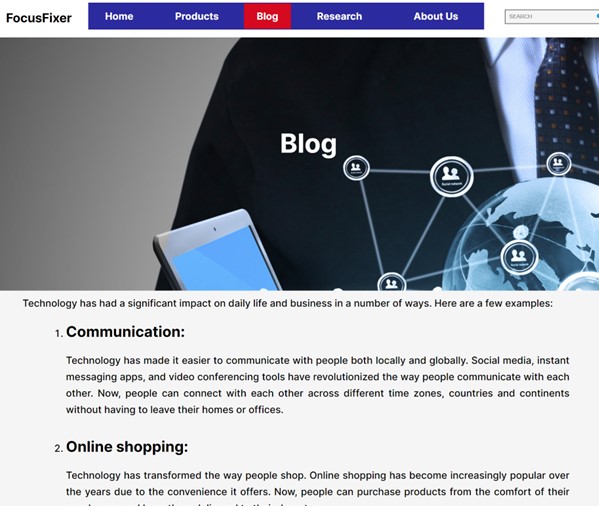 FocusFixer
Home Products Blog Research About Us
SEARCH
Blog
Social network
Social network
Technology has had a significant impact on daily life and business in a number of ways. Here are a few examples:
1. Communication:
Technology has made it easier to communicate with people both locally and globally. Social media, instant
messaging apps, and video conferencing tools have revolutionized the way people communicate with each
other. Now, people can connect with each other across different time zones, countries and continents
without having to leave their homes or offices.
2. Online shopping:
Technology has transformed the way people shop. Online shopping has become increasingly popular over
the years due to the convenience it offers. Now, people can purchase products from the comfort of their